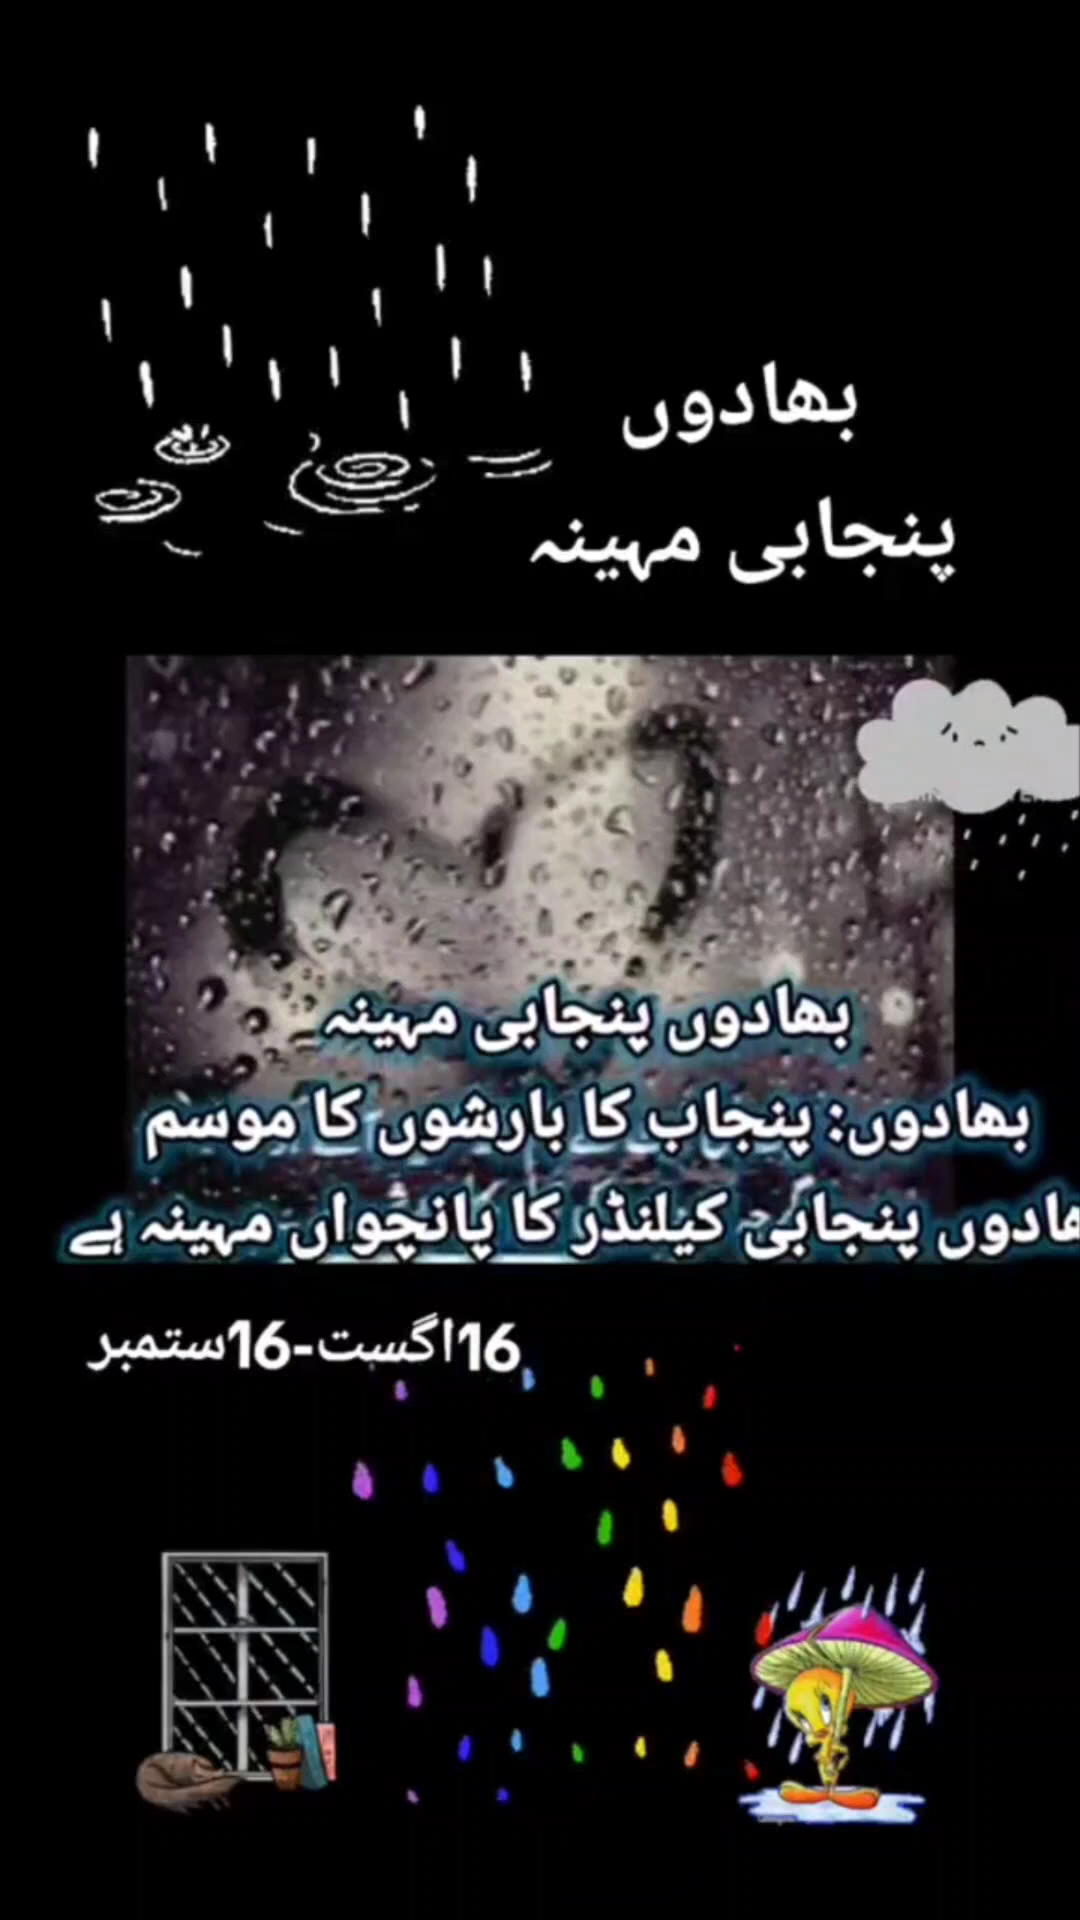 بھادوں
پنجابی مہینہ
بھادوں پنجابی مہینہ
بھادوں: پنجاب کا بارشوں کا موسم
ھادوں پنجابی کیلنڈر کا پانچواں مہینہ ہے
16اگست-16ستمبر